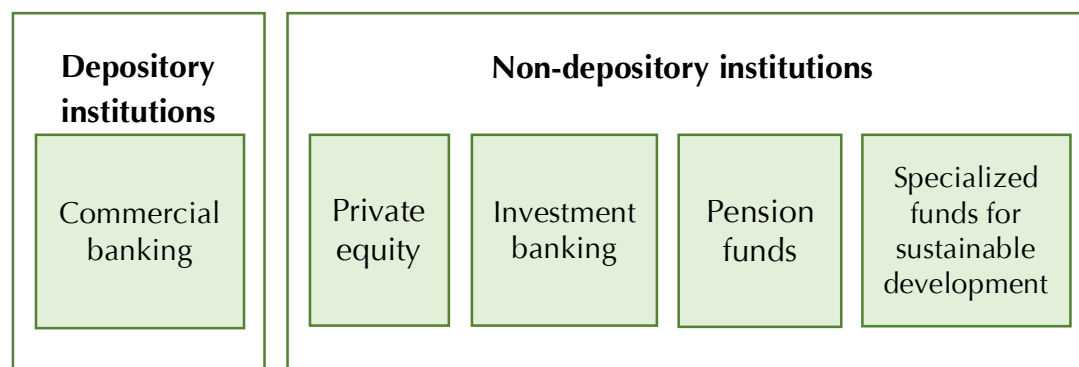 Depository
institutions
Commercial
banking
Non-depository institutions
Private
equity
Investment
banking
Pension
funds
Specialized
funds for
sustainable
development